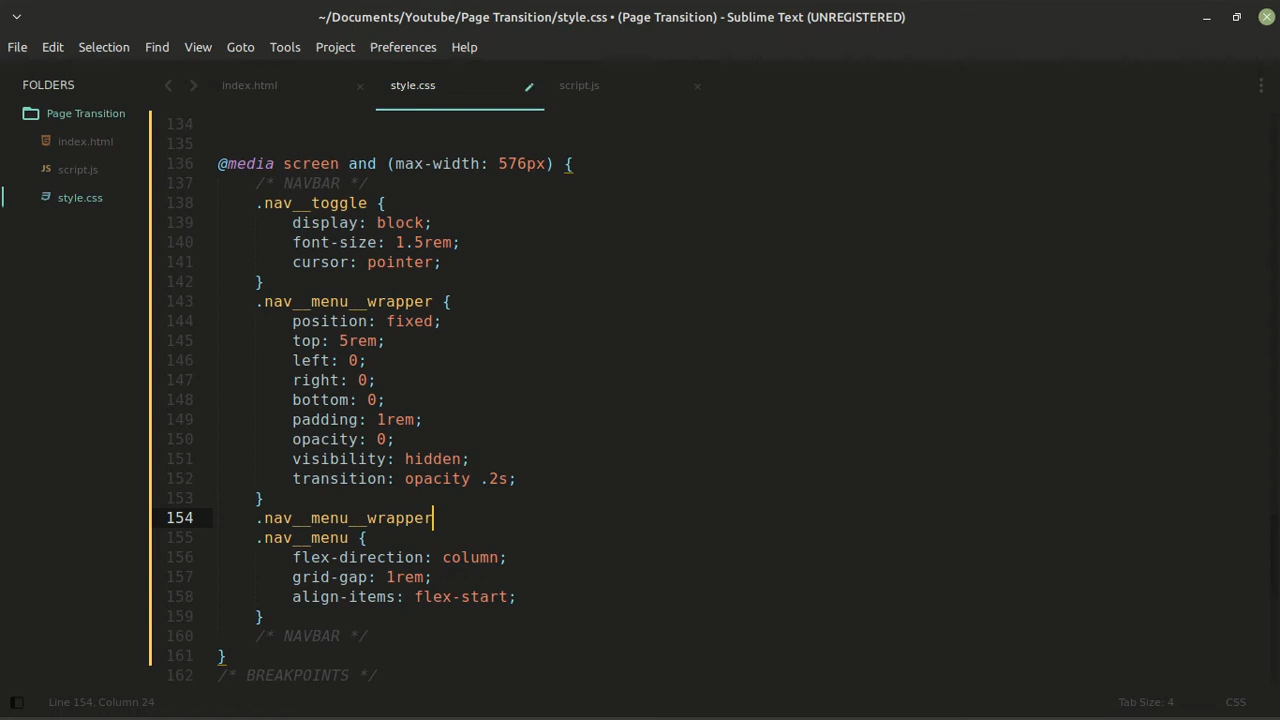 ~/Documents/Youtube/Page Transition/style.css • (Page Transition) - Sublime Text (UNREGISTERED)
File Edit Selection Find View Goto Tools Project Preferences Help
FOLDERS
Page Transition
index.html
script.js
style.css
index.html style.css script.js
134
135
136 @media screen and (max-width: 576px) {
137 /* NAVBAR */
138 .nav__toggle {
139 display: block;
140 font-size: 1.5rem;
141 cursor: pointer;
142 }
143 .nav__menu__wrapper {
144 position: fixed;
145 top: 5rem;
146 left: 0;
147 right: 0;
148 bottom: 0;
149 padding: 1rem;
150 opacity: 0;
151 visibility: hidden;
152 transition: opacity .2s;
153 }
154 .nav__menu__wrapper
155 .nav__menu {
156 flex-direction: column;
157 grid-gap: 1rem;
158 align-items: flex-start;
159 }
160 /* NAVBAR */
161 }
162 /* BREAKPOINTS */
Line 154, Column 24 Tab Size: 4 CSS